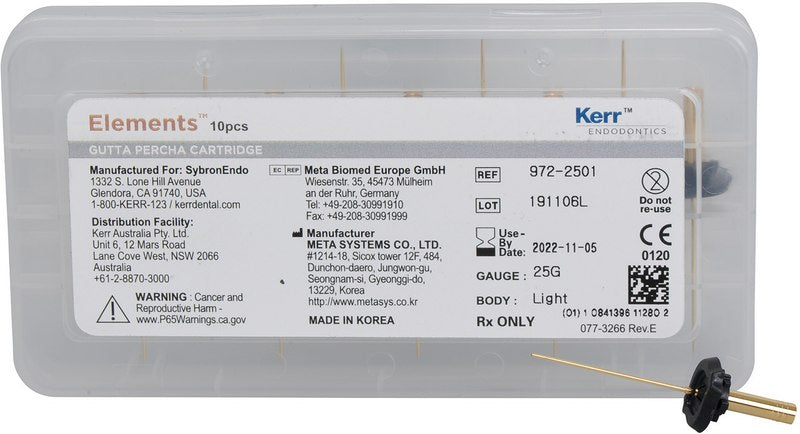 Elements™ 10pcs
Kerr™
ENDODONTICS
GUTTA PERCHA CARTRIDGE
Manufactured For: SybronEndo
1332 S. Lone Hill Avenue
Glendora, CA 91740, USA
1-800-KERR-123 / kerrdental.com
Distribution Facility:
Kerr Australia Pty. Ltd.
Unit 6, 12 Mars Road
Lane Cove West, NSW 2066
Australia
+61-2-8870-3000
WARNING : Cancer and
Reproductive Harm -
www.P65Warnings.ca.gov
EC REP Meta Biomed Europe GmbH
Wiesenstr. 35, 45473 Mülheim
an der Ruhr, Germany
Tel: +49-208-30991910
Fax: +49-208-30991999
Manufacturer
META SYSTEMS CO., LTD.
#1214-18, Sicox tower 12F, 484,
Dunchon-daero, Jungwon-gu,
Seongnam-si, Gyeonggi-do,
13229, Korea
http://www.metasys.co.kr
MADE IN KOREA
REF 972-2501
LOT 191106L
Use-
By
Date: 2022-11-05
GAUGE : 25G
BODY : Light
Rx ONLY
2
Do not
re-use
CE
0120
(01) 1 0841396 11280 2
077-3266 Rev.E